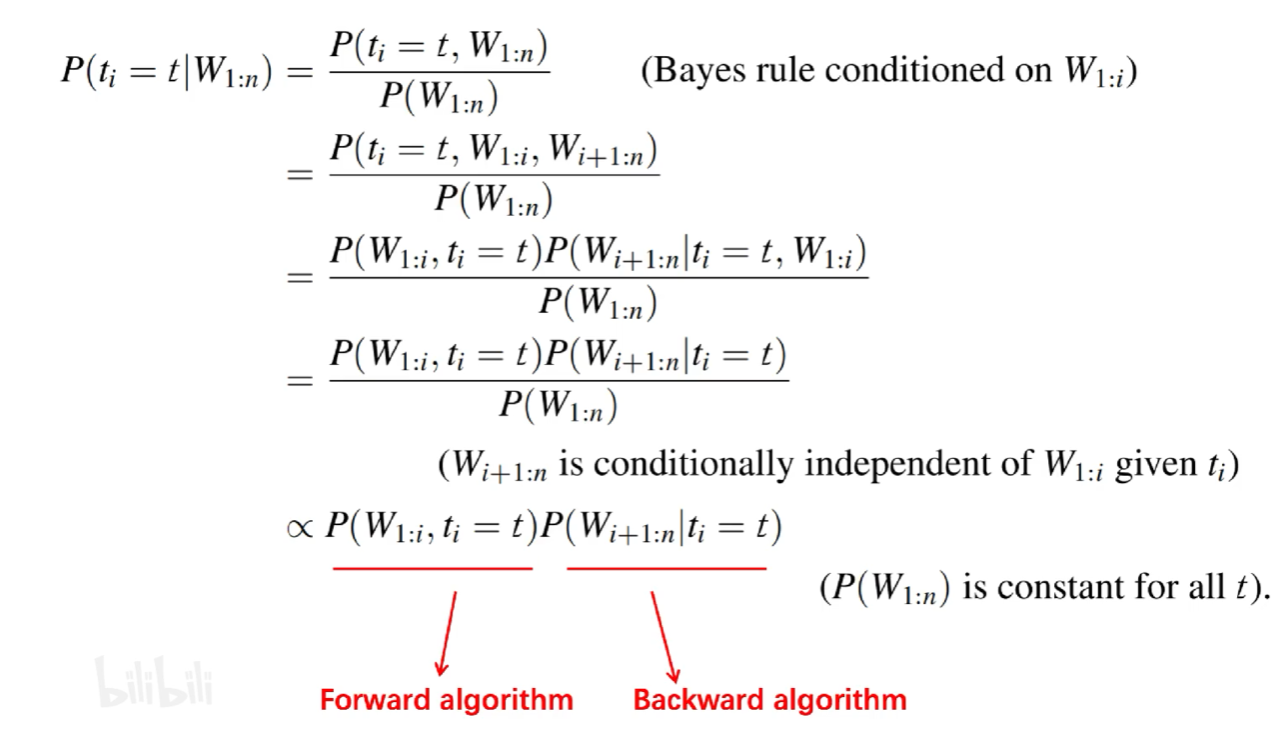 P(t_i = t|W_{1:n}) = \frac{P(t_i = t, W_{1:n})}{P(W_{1:n})} (Bayes rule conditioned on W_{1:i})
= \frac{P(t_i = t, W_{1:i}, W_{i+1:n})}{P(W_{1:n})}
= \frac{P(W_{1:i}, t_i = t)P(W_{i+1:n}|t_i = t, W_{1:i})}{P(W_{1:n})}
= \frac{P(W_{1:i}, t_i = t)P(W_{i+1:n}|t_i = t)}{P(W_{1:n})}
(W_{i+1:n} is conditionally independent of W_{1:i} given t_i)
∝ P(W_{1:i}, t_i = t)P(W_{i+1:n}|t_i = t)
(P(W_{1:n}) is constant for all t).
bilibili
Forward algorithm Backward algorithm